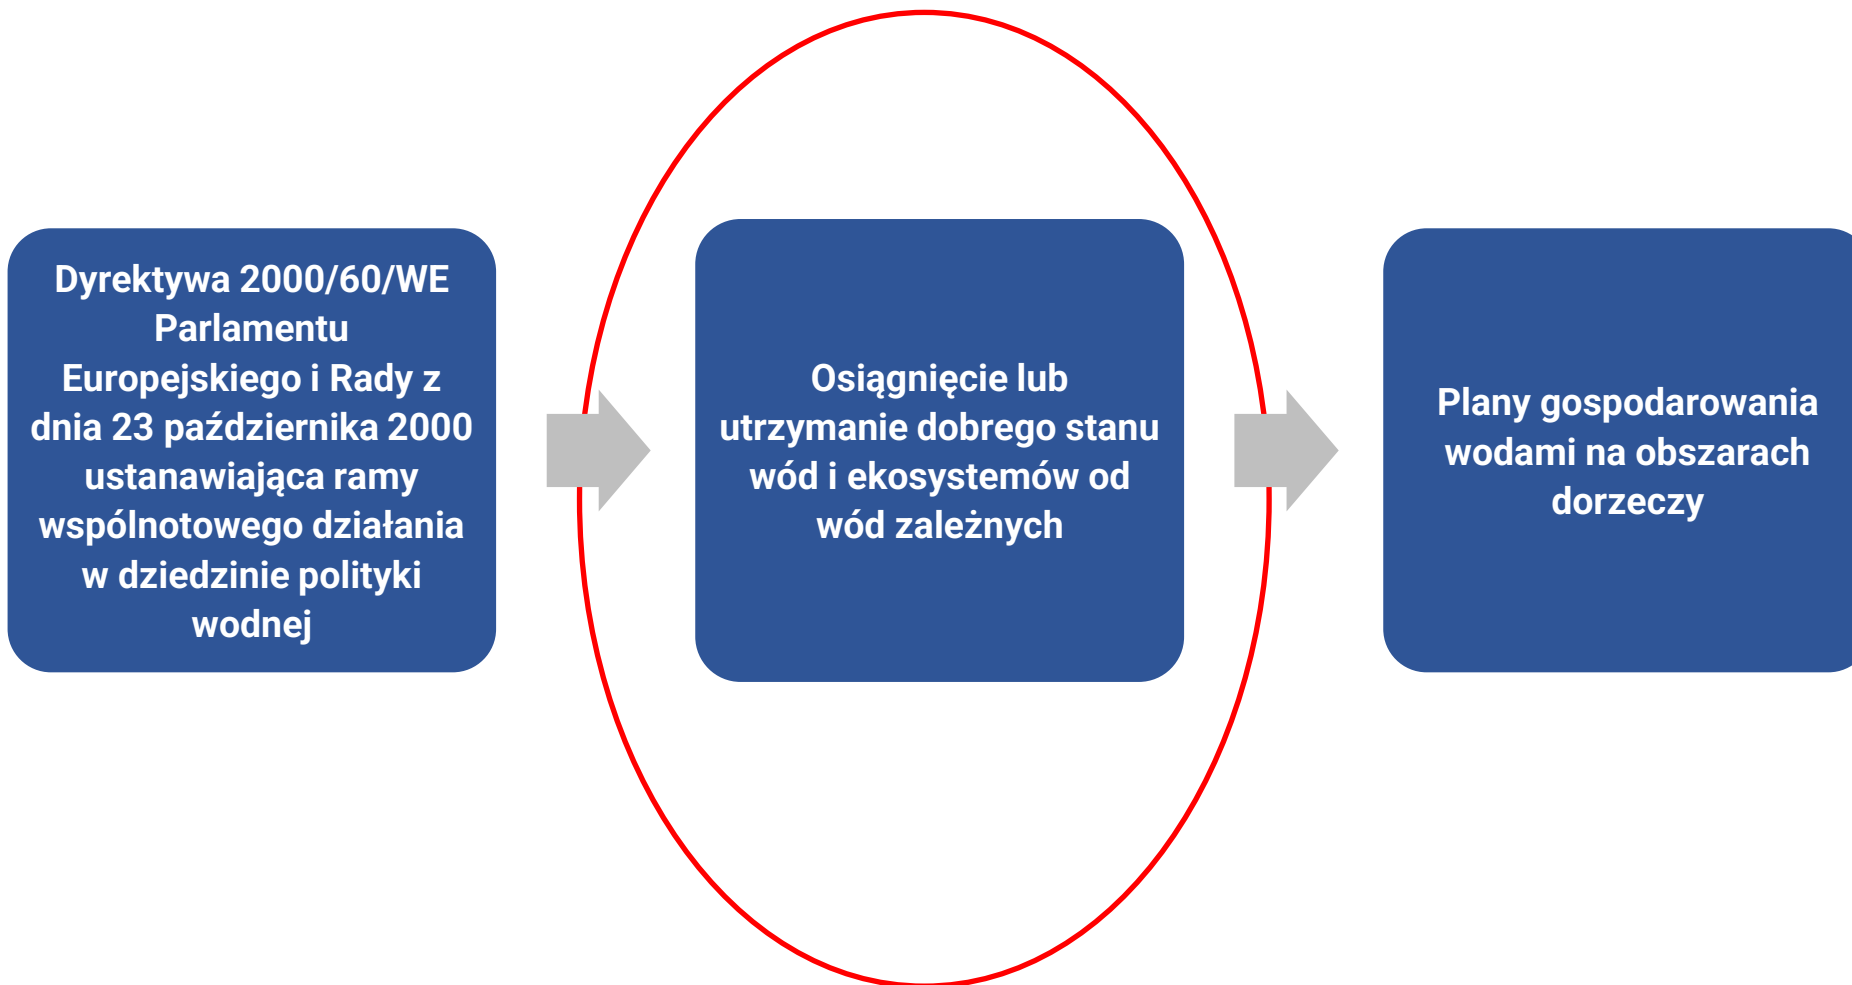 Dyrektywa 2000/60/WE
Parlamentu
Europejskiego i Rady z
dnia 23 października 2000
ustanawiająca ramy
wspólnotowego działania
w dziedzinie polityki
wodnej
Osiągnięcie lub
utrzymanie dobrego stanu
wód i ekosystemów od
wód zależnych
Plany gospodarowania
wodami na obszarach
dorzeczy